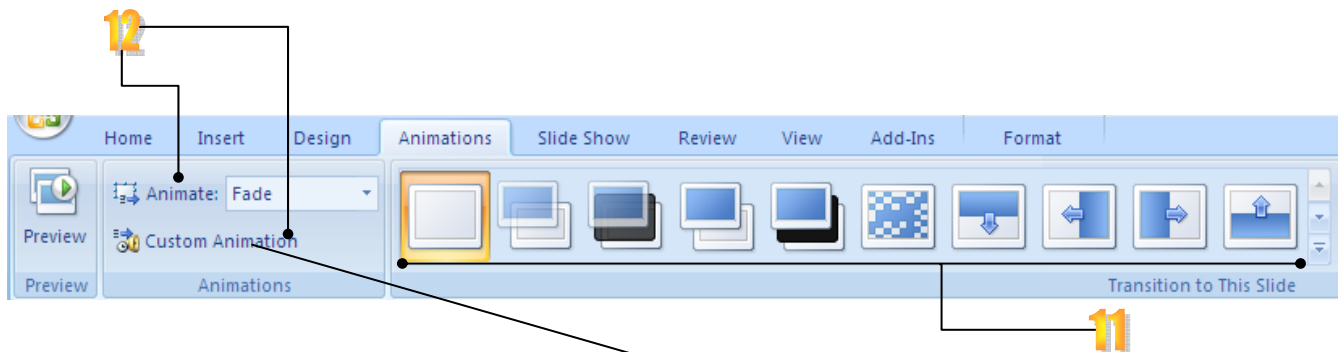 12
Home Insert Design Animations Slide Show Review View Add-Ins Format
Animate: Fade
Preview Custom Animation
Preview Animations Transition to This Slide
11